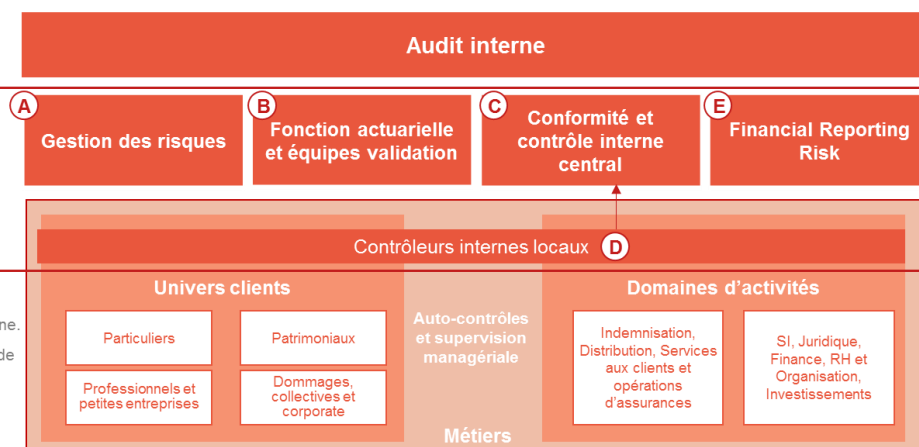 Audit interne
A
Gestion des risques
B
Fonction actuarielle
et équipes validation
C
Conformité et
contrôle interne
central
E
Financial Reporting
Risk
Contrôleurs internes locaux D
Univers clients
Particuliers
Patrimoniaux
Professionnels et
petites entreprises
Dommages,
collectives et
corporate
Auto-contrôles
et supervision
managériale
Métiers
Domaines d’activités
Indemnisation,
Distribution, Services
aux clients et
opérations
d’assurances
SI, Juridique,
Finance, RH et
Organisation,
Investissements
ne.
de